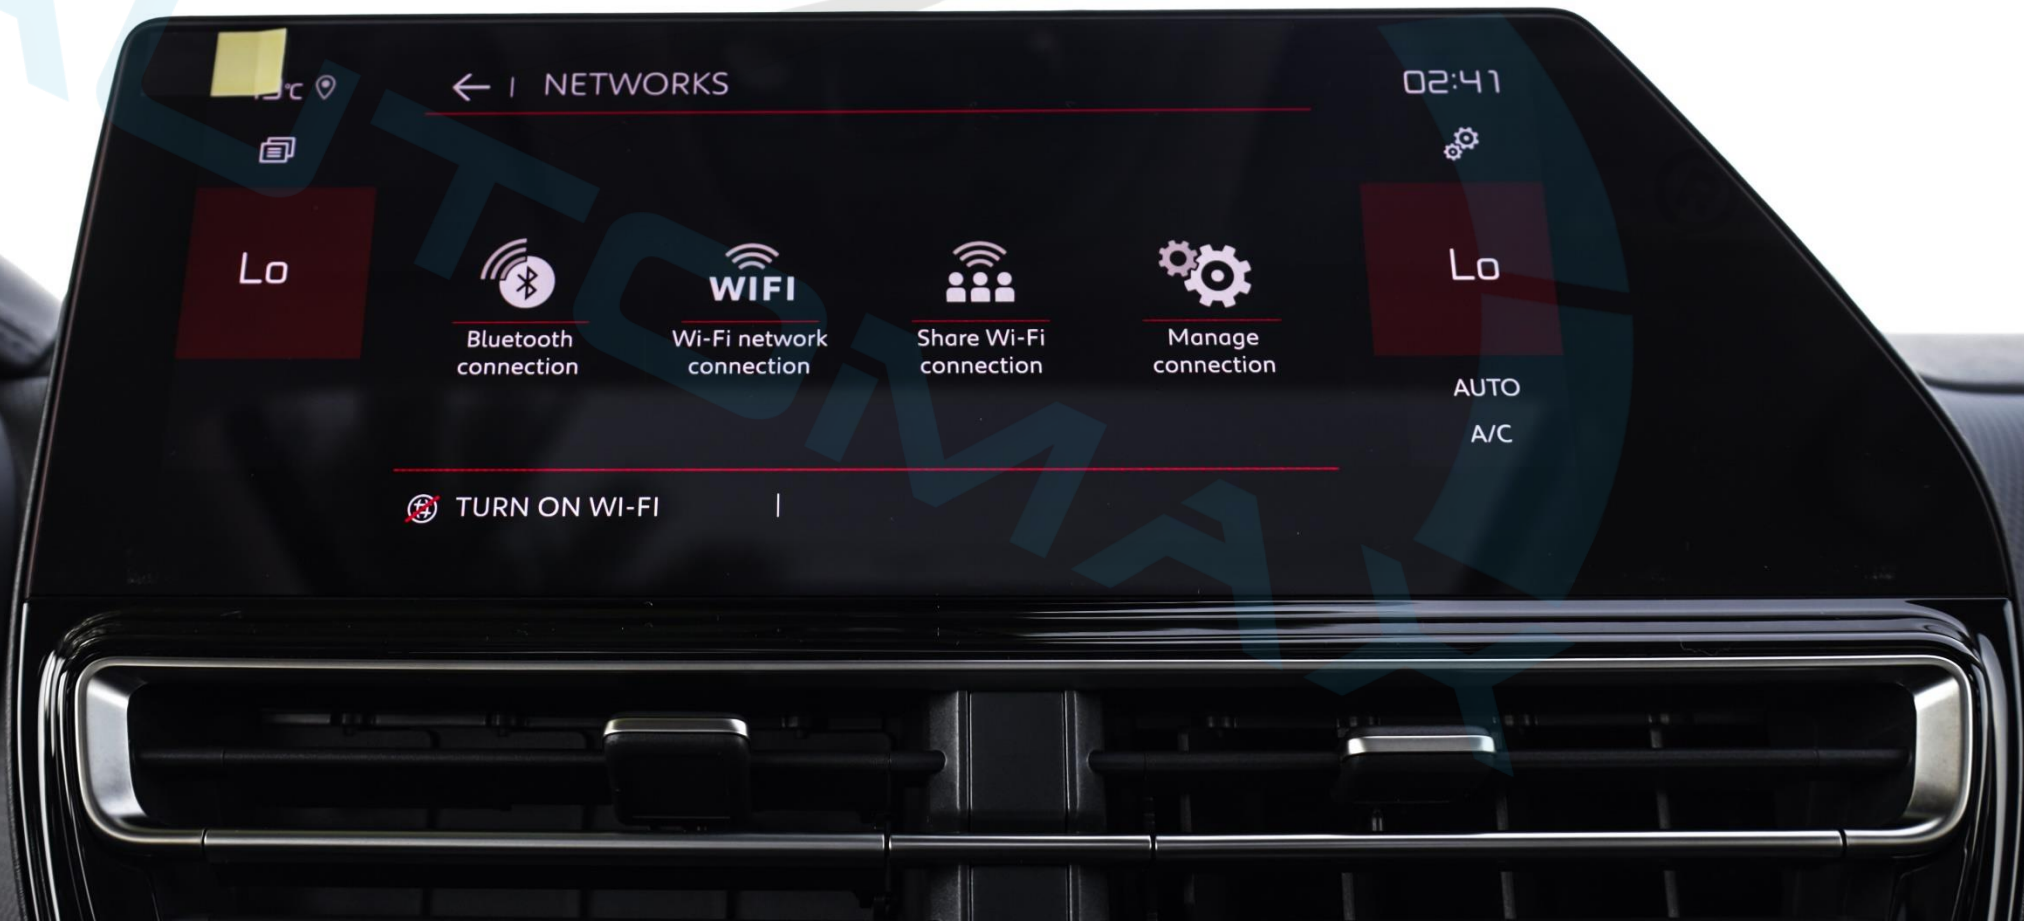 °C
NETWORKS
02:41
Lo
WIFI
Lo
Bluetooth
connection
Wi-Fi network
connection
Share Wi-Fi
connection
Manage
connection
AUTO
A/C
TURN ON WI-FI
AUTOMAX